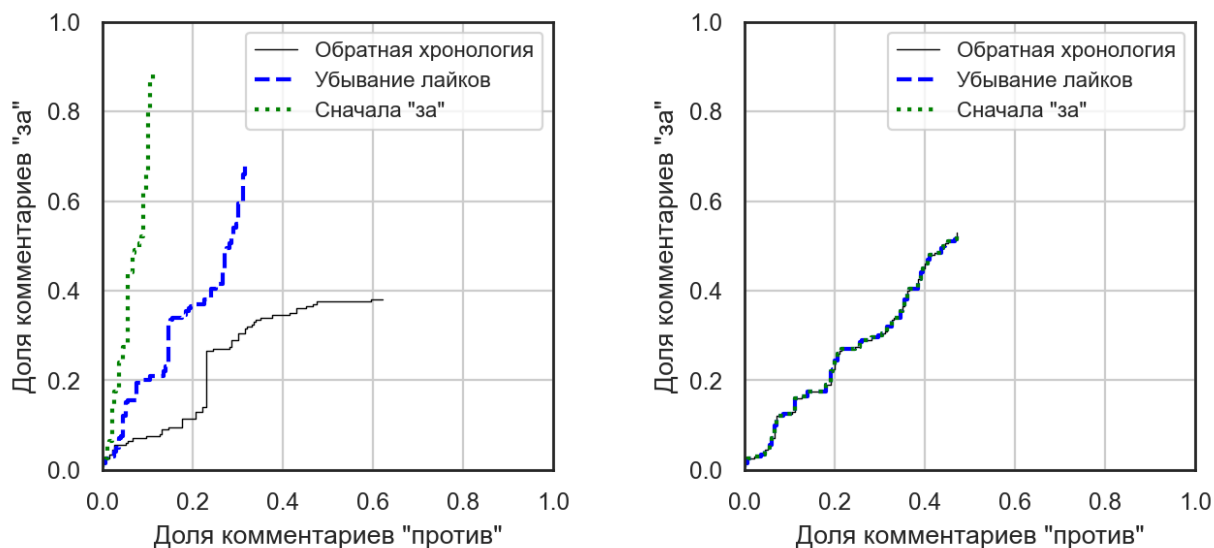 1.0
0.8
0.6
0.4
0.2
0.0
Доля комментариев "за"
Обратная хронология
Убывание лайков
Сначала "за"
0.0 0.2 0.4 0.6 0.8 1.0
Доля комментариев "против"
1.0
0.8
0.6
0.4
0.2
0.0
Доля комментариев "за"
Обратная хронология
Убывание лайков
Сначала "за"
0.0 0.2 0.4 0.6 0.8 1.0
Доля комментариев "против"